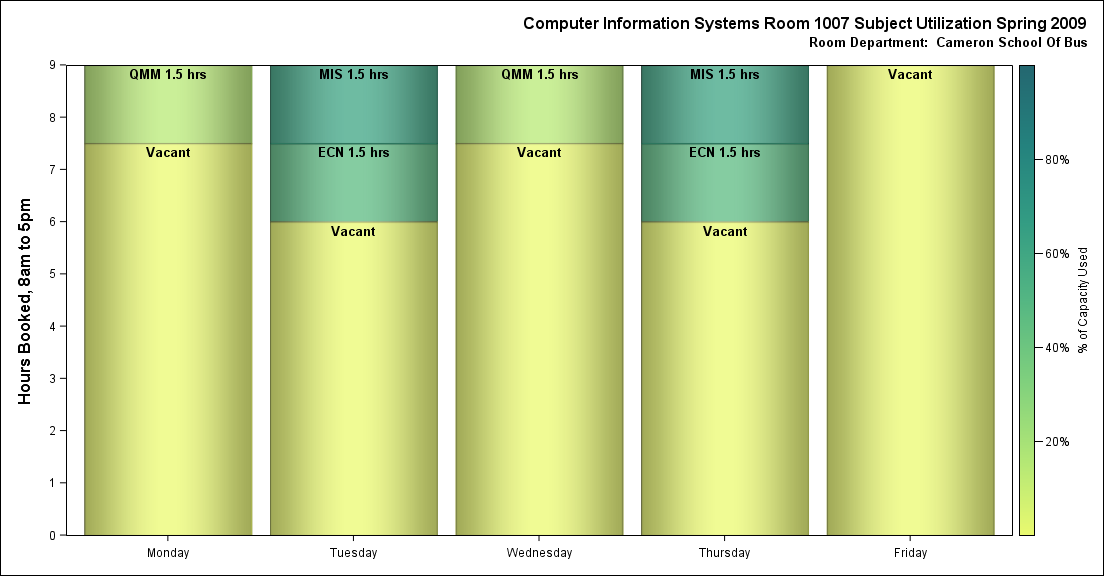 Computer Information Systems Room 1007 Subject Utilization Spring 2009
Room Department:  Cameron School Of Bus
Hours Booked, 8am to 5pm
9
8
7
6
5
4
3
2
1
0
QMM 1.5 hrs
Vacant
MIS 1.5 hrs
ECN 1.5 hrs
Vacant
QMM 1.5 hrs
Vacant
MIS 1.5 hrs
ECN 1.5 hrs
Vacant
Vacant
Monday
Tuesday
Wednesday
Thursday
Friday
80%
60%
40%
20%
% of Capacity Used